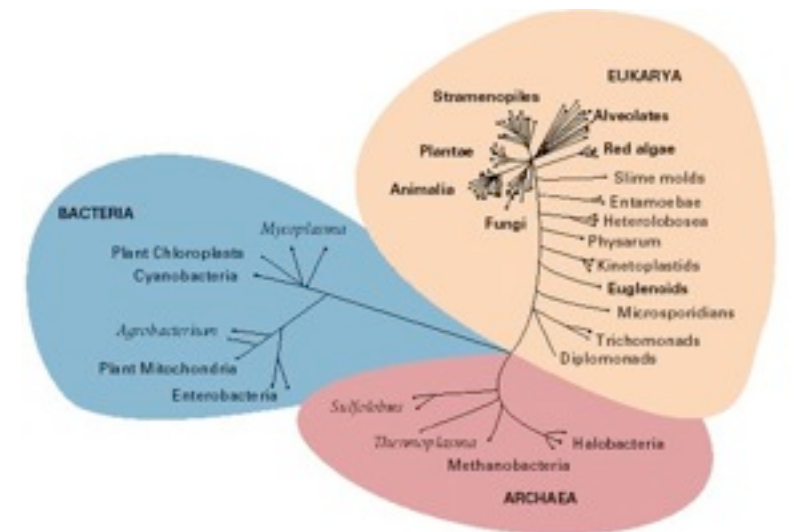 EUKARYA
Stramenopiles
Alveolates
Plantae
Red algae
Animalia
Slime molds
Entamoebae
Fungi
Heterolobosea
Physarum
Kinetoplastids
Euglenoids
Microsporidians
Trichomonads
Diplomonads
BACTERIA
Mycoplasma
Plant Chloroplasts
Cyanobacteria
Agrobacterium
Plant Mitochondria
Enterobacteria
Sulfolobus
Thermoplasma
Halobacteria
Methanobacteria
ARCHAEA